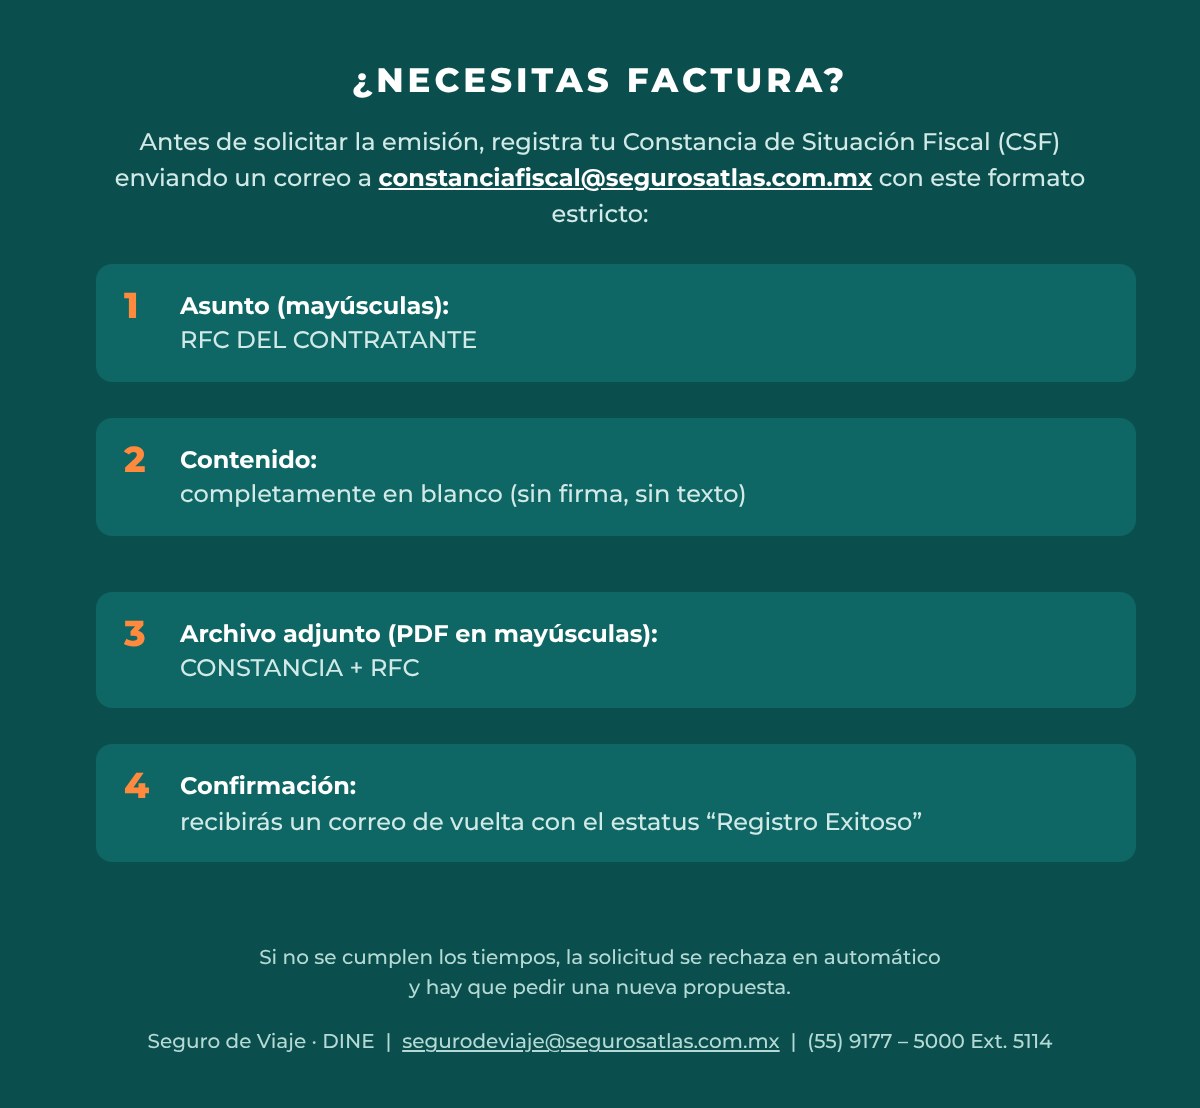 ¿NECESITAS FACTURA?
Antes de solicitar la emisión, registra tu Constancia de Situación Fiscal (CSF)
enviando un correo a constanciafiscal@segurosatlas.com.mx con este formato
estricto:
1 Asunto (mayúsculas):
RFC DEL CONTRATANTE
2 Contenido:
completamente en blanco (sin firma, sin texto)
3 Archivo adjunto (PDF en mayúsculas):
CONSTANCIA + RFC
4 Confirmación:
recibirás un correo de vuelta con el estatus “Registro Exitoso”
Si no se cumplen los tiempos, la solicitud se rechaza en automático
y hay que pedir una nueva propuesta.
Seguro de Viaje · DINE | segurodeviaje@segurosatlas.com.mx | (55) 9177 – 5000 Ext. 5114